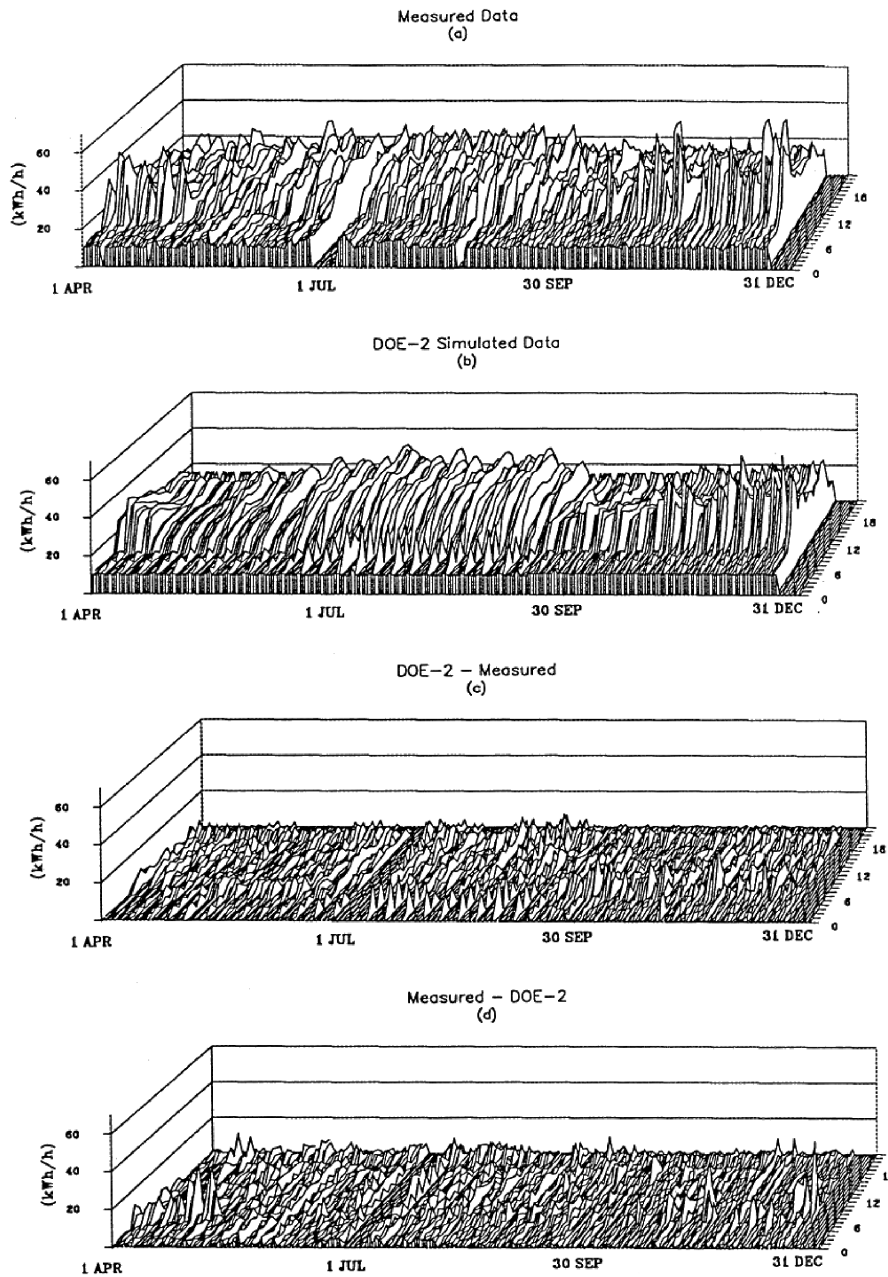 Measured Data
(a)
(kWh/h)
60
40
20
1 APR
1 JUL
30 SEP
31 DEC
0
6
12
18
DOE-2 Simulated Data
(b)
(kWh/h)
60
40
20
1 APR
1 JUL
30 SEP
31 DEC
0
6
12
18
DOE-2 - Measured
(c)
(kWh/h)
60
40
20
1 APR
1 JUL
30 SEP
31 DEC
0
6
12
18
Measured - DOE-2
(d)
(kWh/h)
60
40
20
1 APR
1 JUL
30 SEP
31 DEC
0
6
12
1